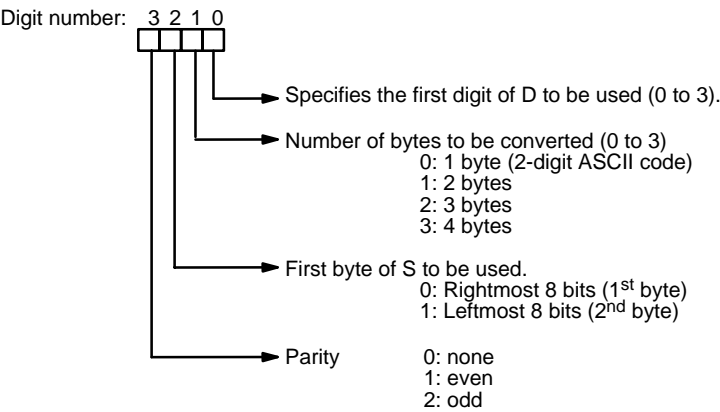 Digit number: 3 2 1 0
Specifies the first digit of D to be used (0 to 3).
Number of bytes to be converted (0 to 3)
0: 1 byte (2-digit ASCII code)
1: 2 bytes
2: 3 bytes
3: 4 bytes
First byte of S to be used.
0: Rightmost 8 bits (1st byte)
1: Leftmost 8 bits (2nd byte)
Parity 0: none
1: even
2: odd